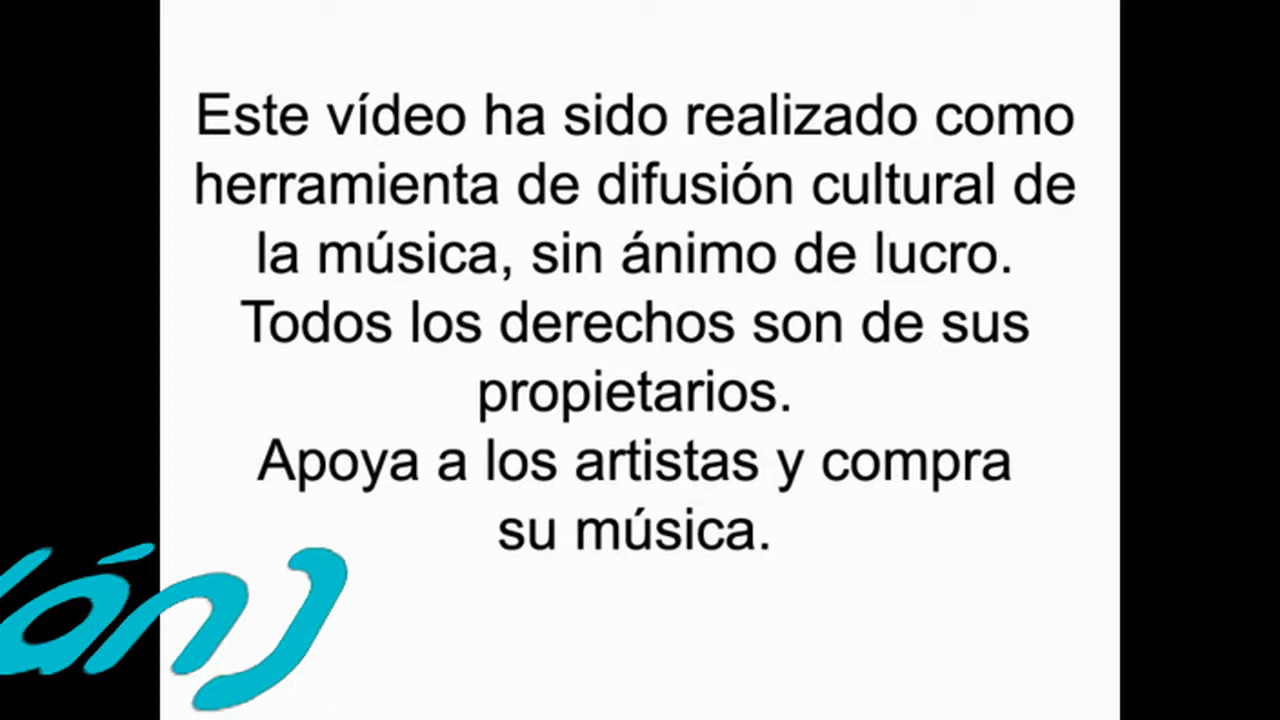 Este vídeo ha sido realizado como
herramienta de difusión cultural de
la música, sin ánimo de lucro.
Todos los derechos son de sus
propietarios.
Apoya a los artistas y compra
su música.